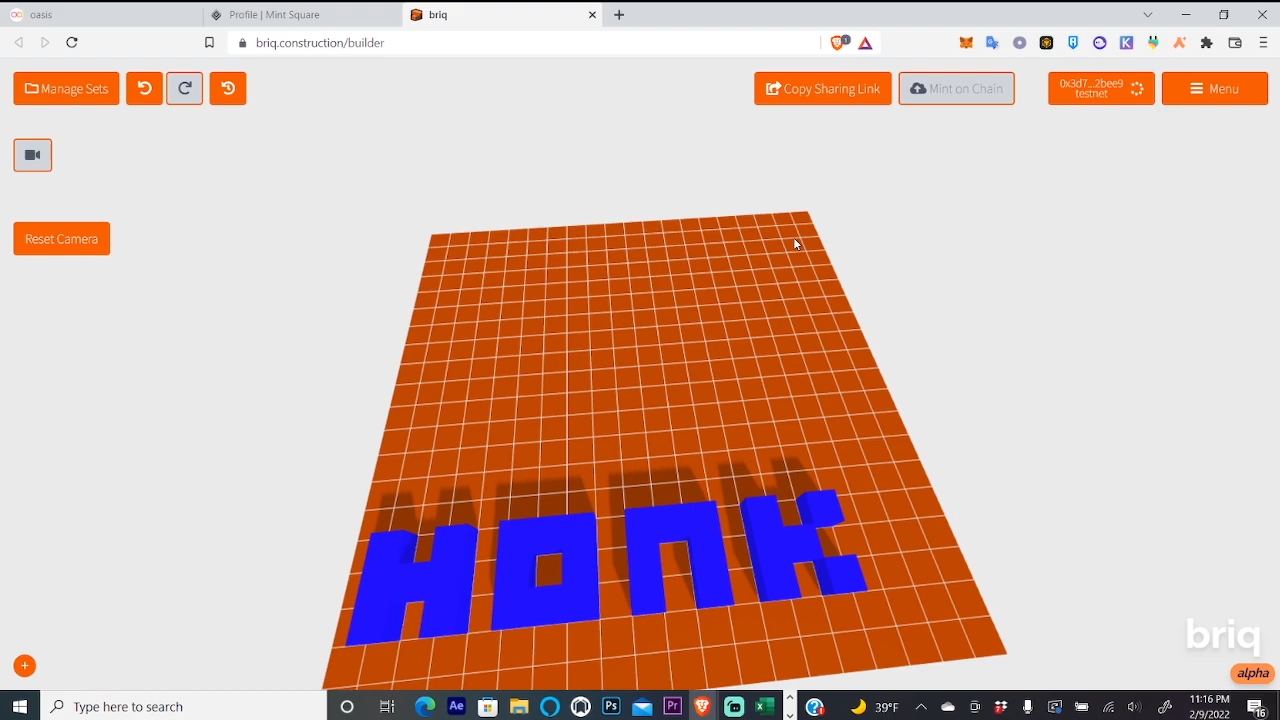 oasis
Profile | Mint Square
briq
briq.construction/builder
Manage Sets
Copy Sharing Link
Mint on Chain
0x3d7...2bee9
testnet
Menu
Reset Camera
HONK
briq
alpha
Type here to search
39°F
11:16 PM
2/9/2022
16